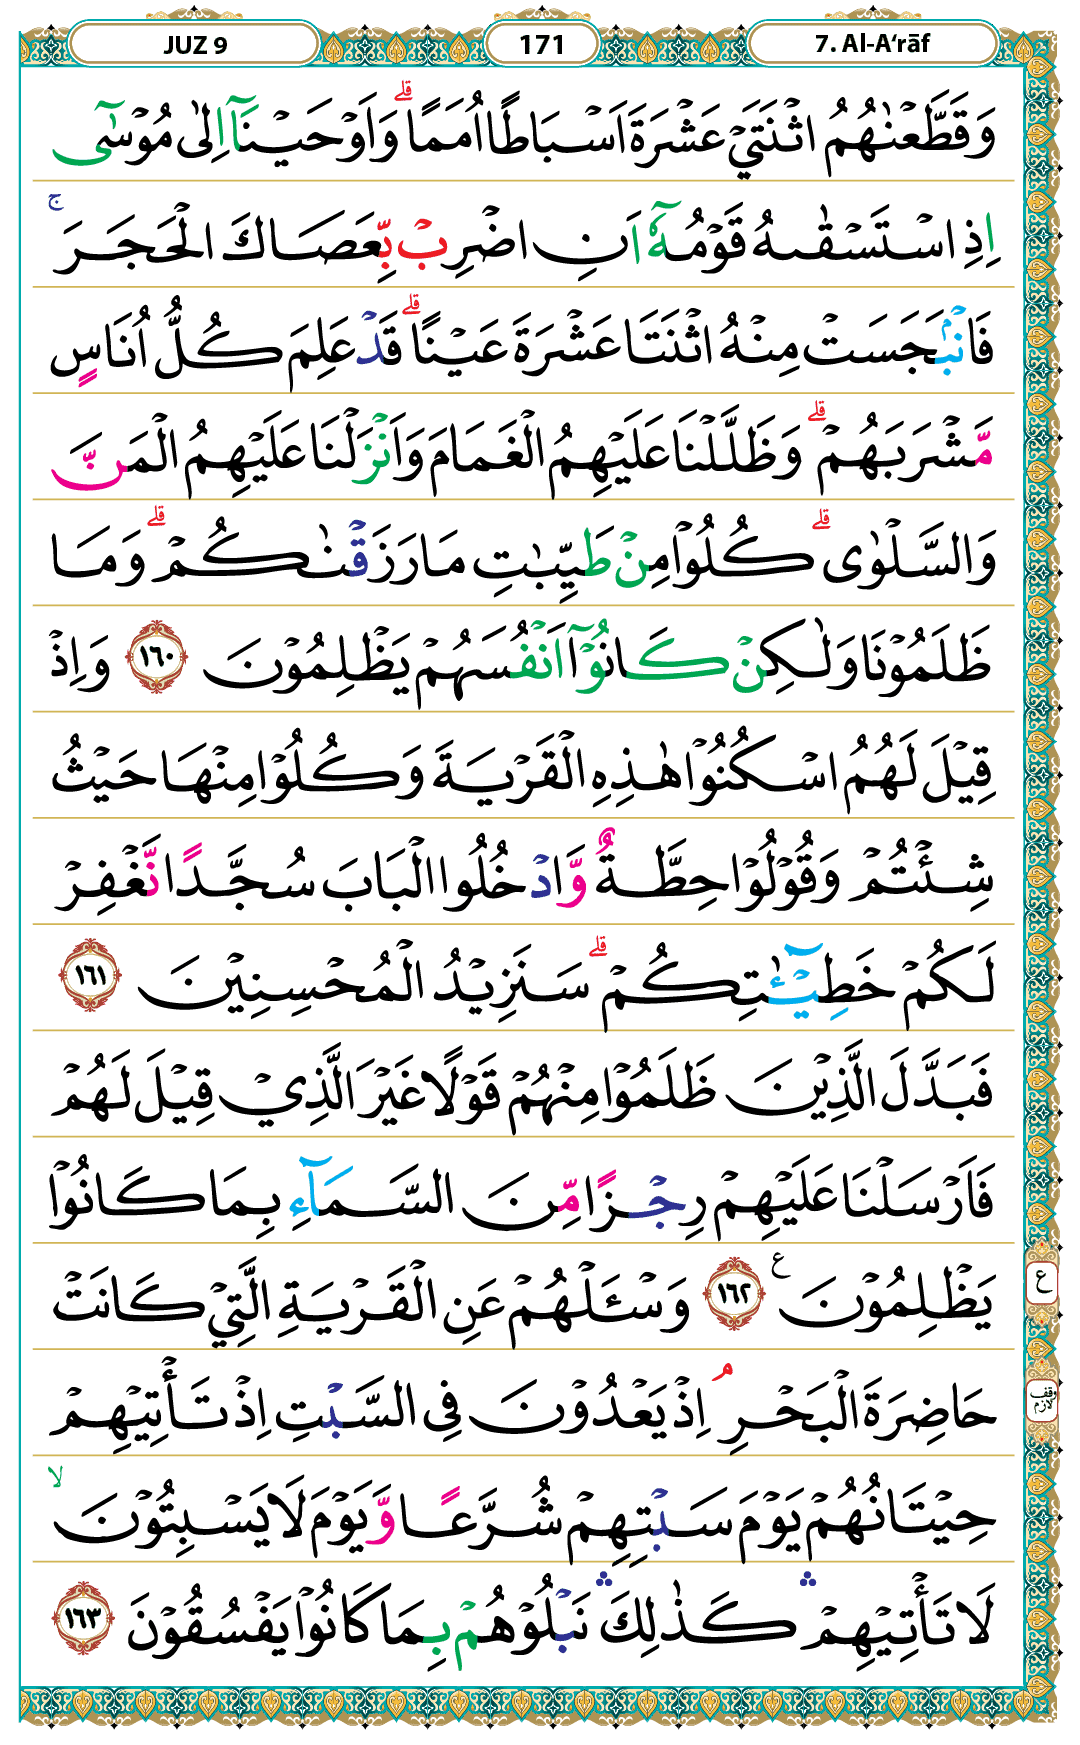 JUZ 9
171
7. Al-A‘rāf
وَقَطَّعْنٰهُمُ اثْنَتَيْ عَشْرَةَ اَسْبَاطًا اُمَمًا ۗ وَاَوْحَيْنَآ اِلٰى مُوْسٰٓى
اِذِ اسْتَسْقٰىهُ قَوْمُهٗٓ اَنِ اضْرِبْ بِّعَصَاكَ الْحَجَرَ ۚ
فَانْۢبَجَسَتْ مِنْهُ اثْنَتَا عَشْرَةَ عَيْنًا ۗ قَدْ عَلِمَ كُلُّ اُنَاسٍ
مَّشْرَبَهُمْ ۗ وَظَلَّلْنَا عَلَيْهِمُ الْغَمَامَ وَاَنْزَلْنَا عَلَيْهِمُ الْمَنَّ
وَالسَّلْوٰى ۗ كُلُوْا مِنْ طَيِّبٰتِ مَا رَزَقْنٰكُمْ ۗ وَمَا
ظَلَمُوْنَا وَلٰكِنْ كَانُوْٓا اَنْفُسَهُمْ يَظْلِمُوْنَ ١٦٠ وَاِذْ
قِيْلَ لَهُمُ اسْكُنُوْا هٰذِهِ الْقَرْيَةَ وَكُلُوْا مِنْهَا حَيْثُ
شِئْتُمْ وَقُوْلُوْا حِطَّةٌ وَّادْخُلُوا الْبَابَ سُجَّدًا نَّغْفِرْ
لَكُمْ خَطِيْۤـٰٔتِكُمْ ۗ سَنَزِيْدُ الْمُحْسِنِيْنَ ١٦١
فَبَدَّلَ الَّذِيْنَ ظَلَمُوْا مِنْهُمْ قَوْلًا غَيْرَ الَّذِيْ قِيْلَ لَهُمْ
فَاَرْسَلْنَا عَلَيْهِمْ رِجْزًا مِّنَ السَّمَاۤءِ بِمَا كَانُوْا
يَظْلِمُوْنَ ࣖ ١٦٢ وَسْـَٔلْهُمْ عَنِ الْقَرْيَةِ الَّتِيْ كَانَتْ
ع
حَاضِرَةَ الْبَحْرِۘ اِذْ يَعْدُوْنَ فِى السَّبْتِ اِذْ تَأْتِيْهِمْ
وقف لازم
حِيْتَانُهُمْ يَوْمَ سَبْتِهِمْ شُرَّعًا وَّيَوْمَ لَا يَسْبِتُوْنَ ۙ
لَا تَأْتِيْهِمْ ۛ كَذٰلِكَ ۛ نَبْلُوْهُمْ بِمَا كَانُوْا يَفْسُقُوْنَ ١٦٣